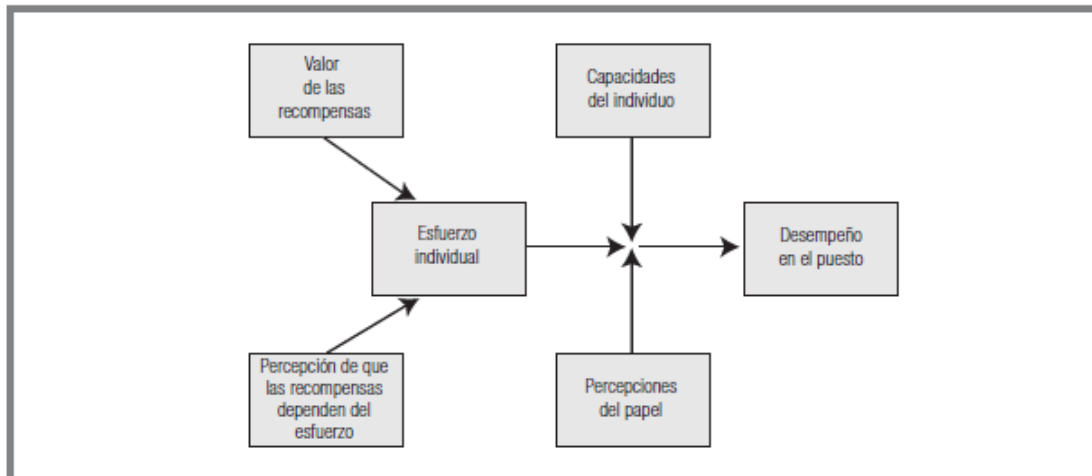 Valor
de las
recompensas
Capacidades
del individuo
Esfuerzo
individual
Desempeño
en el puesto
Percepción de que
las recompensas
dependen del
esfuerzo
Percepciones
del papel